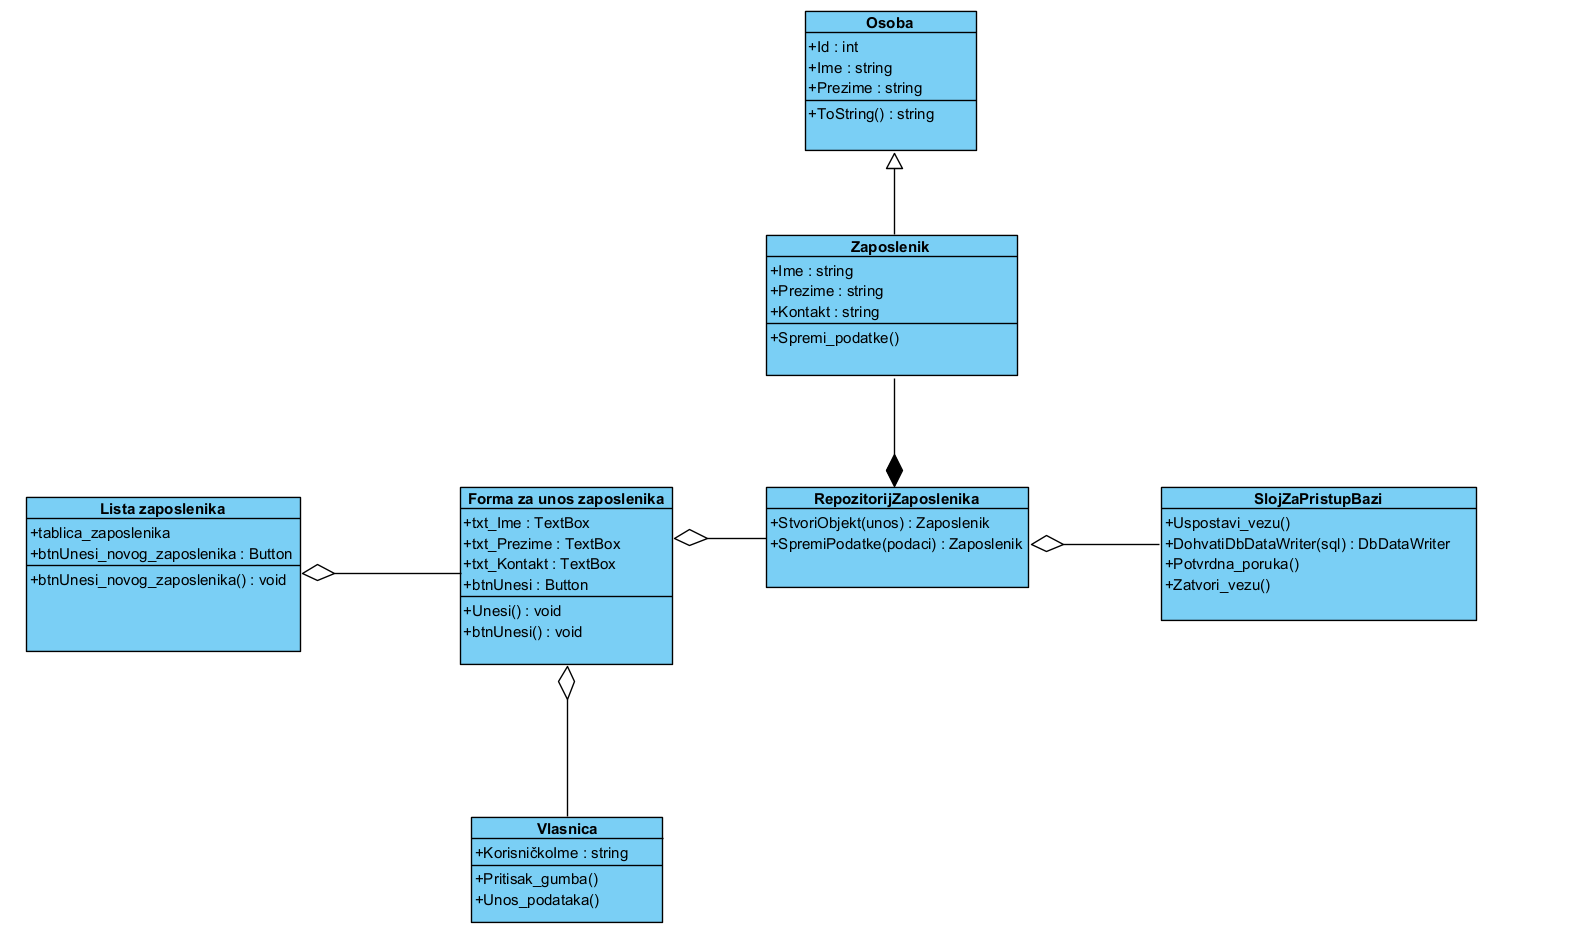 Osoba
+Id : int
+Ime : string
+Prezime : string
+ToString() : string
Zaposlenik
+Ime : string
+Prezime : string
+Kontakt : string
+Spremi_podatke()
Lista zaposlenika
+tablica_zaposlenika
+btnUnesi_novog_zaposlenika : Button
+btnUnesi_novog_zaposlenika() : void
Forma za unos zaposlenika
+txt_Ime : TextBox
+txt_Prezime : TextBox
+txt_Kontakt : TextBox
+btnUnesi : Button
+Unesi() : void
+btnUnesi() : void
RepozitorijZaposlenika
+StvoriObjekt(unos) : Zaposlenik
+SpremiPodatke(podaci) : Zaposlenik
SlojZaPristupBazi
+Uspostavi_vezu()
+DohvatiDbDataWriter(sql) : DbDataWriter
+Potvrdna_poruka()
+Zatvori_vezu()
Vlasnica
+KorisničkoIme : string
+Pritisak_gumba()
+Unos_podataka()